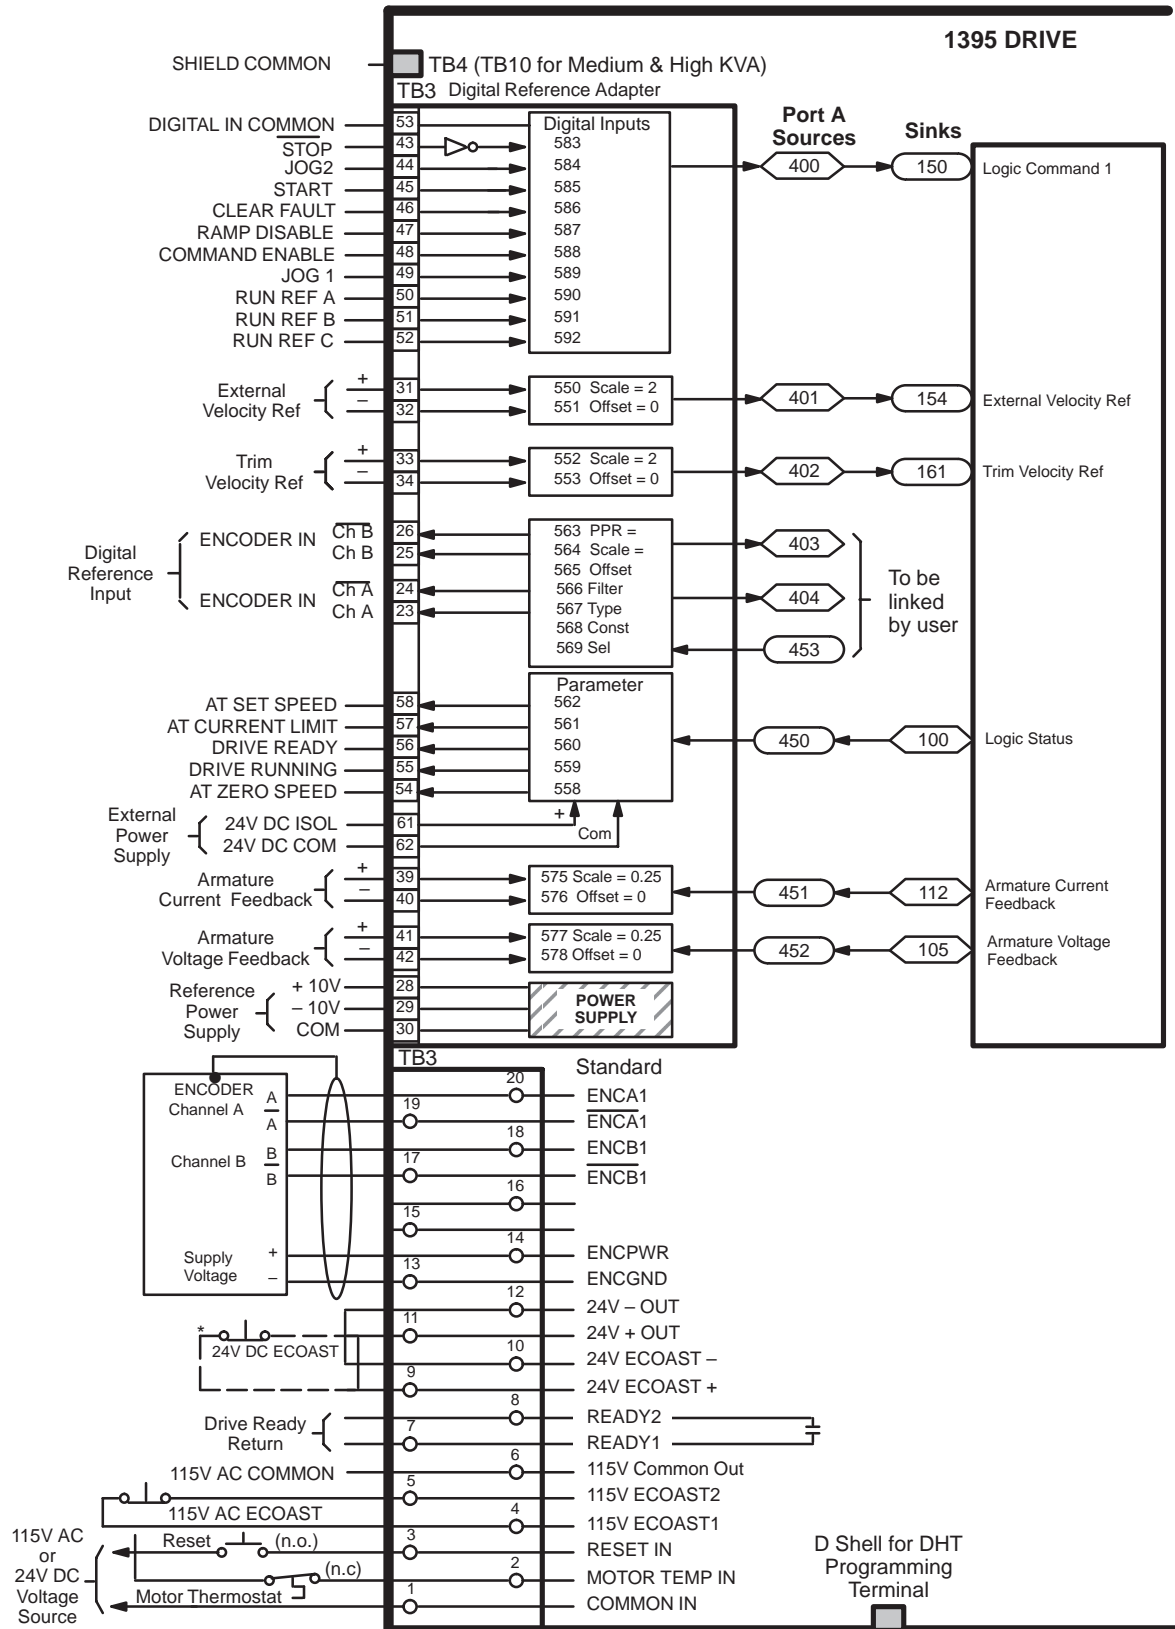 1395 DRIVE
SHIELD COMMON
TB4 (TB10 for Medium & High KVA)
TB3 Digital Reference Adapter
Port A
Sources
Sinks
DIGITAL IN COMMON 53 Digital Inputs
STOP 43 583
JOG2 44 584 400 150 Logic Command 1
START 45 585
CLEAR FAULT 46 586
RAMP DISABLE 47 587
COMMAND ENABLE 48 588
JOG 1 49 589
RUN REF A 50 590
RUN REF B 51 591
RUN REF C 52 592
External
Velocity Ref
+ 31 550 Scale = 2
– 32 551 Offset = 0
401 154 External Velocity Ref
Trim
Velocity Ref
+ 33 552 Scale = 2
– 34 553 Offset = 0
402 161 Trim Velocity Ref
Digital
Reference
Input
ENCODER IN Ch B 26
Ch B 25
ENCODER IN Ch A 24
Ch A 23
563 PPR =
564 Scale =
565 Offset
566 Filter
567 Type
568 Const
569 Sel
403
404
453
To be
linked
by user
Parameter
AT SET SPEED 58 562
AT CURRENT LIMIT 57 561
DRIVE READY 56 560
DRIVE RUNNING 55 559
AT ZERO SPEED 54 558
450 100 Logic Status
External
Power
Supply
24V DC ISOL 61 +
24V DC COM 62 Com
Armature
Current Feedback
+ 39 575 Scale = 0.25
– 40 576 Offset = 0
451 112 Armature Current
Feedback
Armature
Voltage Feedback
+ 41 577 Scale = 0.25
– 42 578 Offset = 0
452 105 Armature Voltage
Feedback
Reference
Power
Supply
+ 10V 28
– 10V 29
COM 30
POWER
SUPPLY
TB3
Standard
ENCODER
Channel A
A
A
Channel B
B
B
Supply
Voltage
+
–
20 ENCA1
19 ENCA1
18 ENCB1
17 ENCB1
16
15
14 ENCPWR
13 ENCGND
12 24V – OUT
11 24V + OUT
10 24V ECOAST –
9 24V ECOAST +
*
24V DC ECOAST
Drive Ready
Return
8 READY2
7 READY1
115V AC COMMON 6 115V Common Out
5 115V ECOAST2
115V AC ECOAST 4 115V ECOAST1
115V AC
or
24V DC
Voltage
Source
Reset (n.o.) 3 RESET IN
(n.c) 2 MOTOR TEMP IN
Motor Thermostat 1 COMMON IN
D Shell for DHT
Programming
Terminal